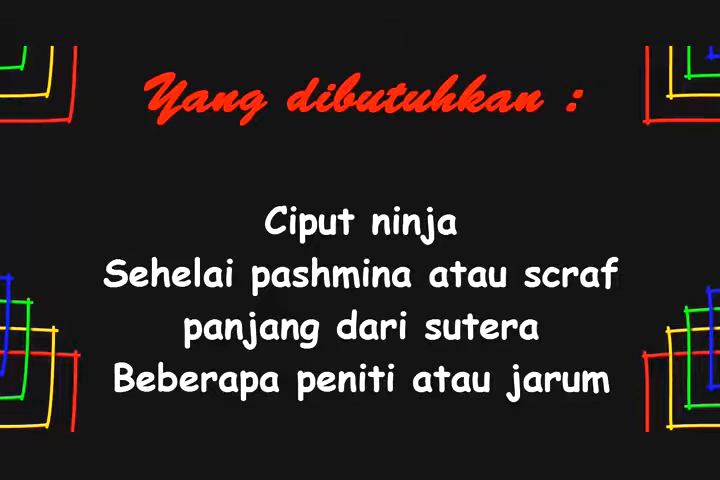 Yang dibutuhkan :
Ciput ninja
Sehelai pashmina atau scraf
panjang dari sutera
Beberapa peniti atau jarum